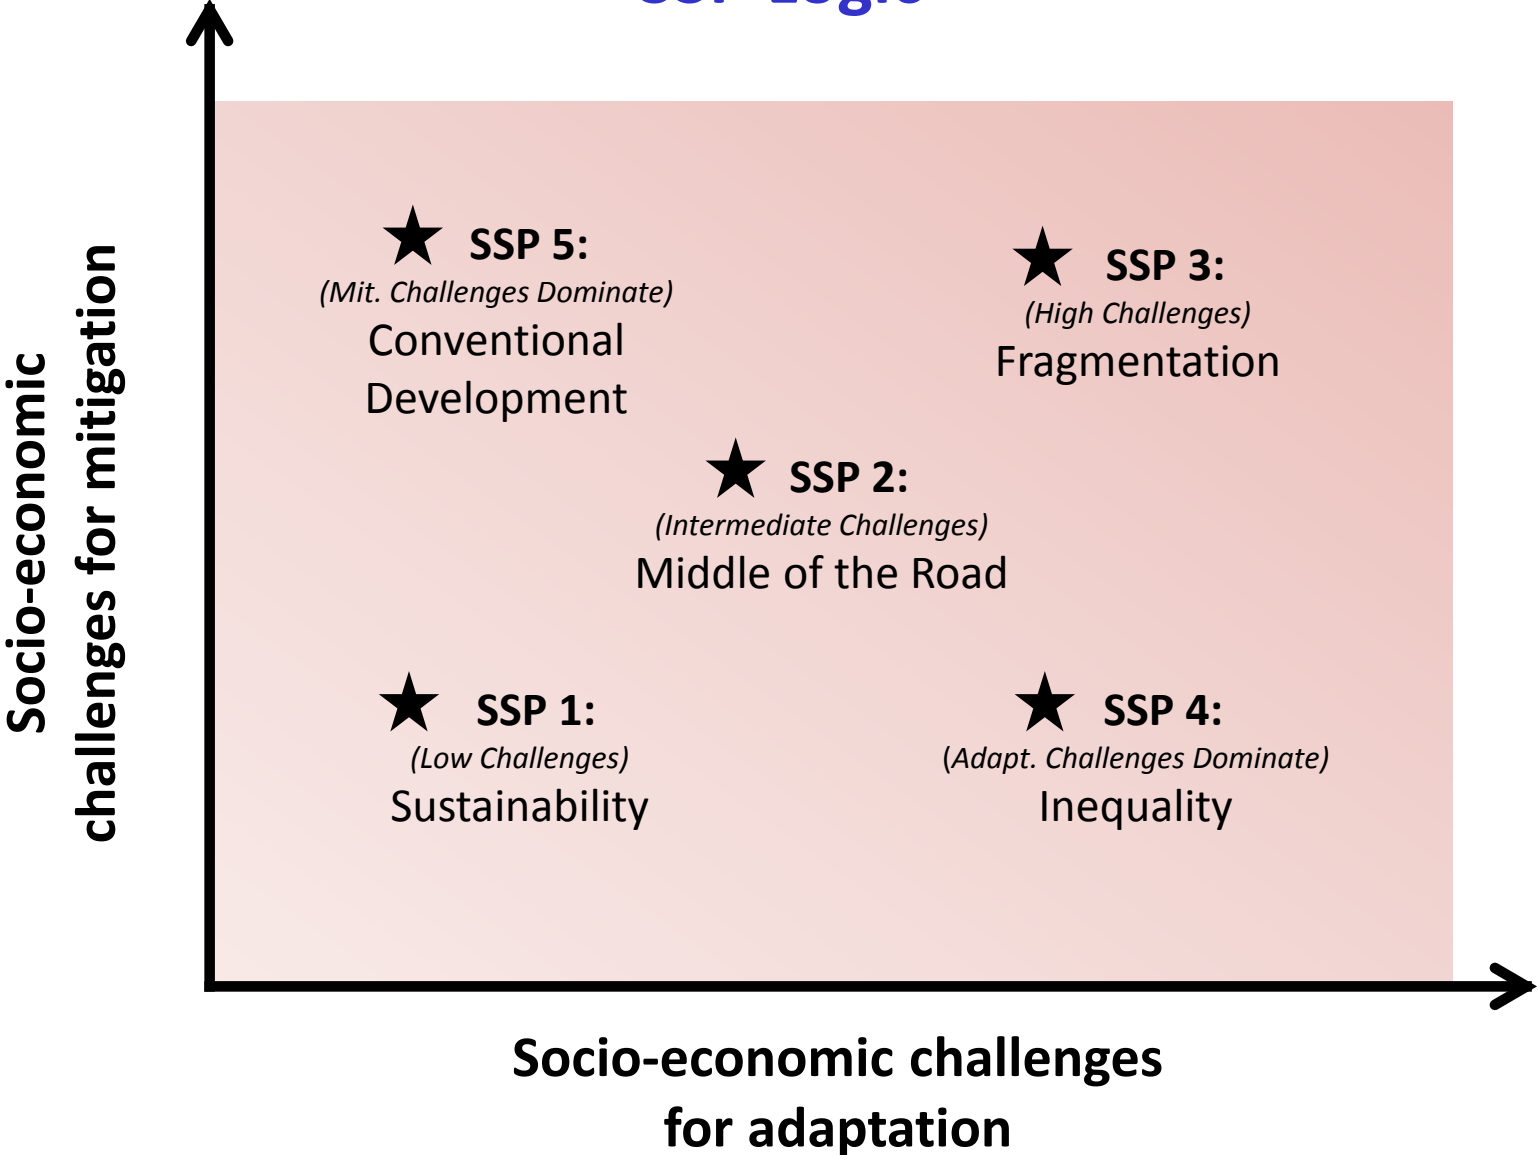 SSP Logic
SSP 5:
(Mit. Challenges Dominate)
Conventional
Development
SSP 3:
(High Challenges)
Fragmentation
SSP 2:
(Intermediate Challenges)
Middle of the Road
SSP 1:
(Low Challenges)
Sustainability
SSP 4:
(Adapt. Challenges Dominate)
Inequality
Socio-economic
challenges for mitigation
Socio-economic challenges
for adaptation